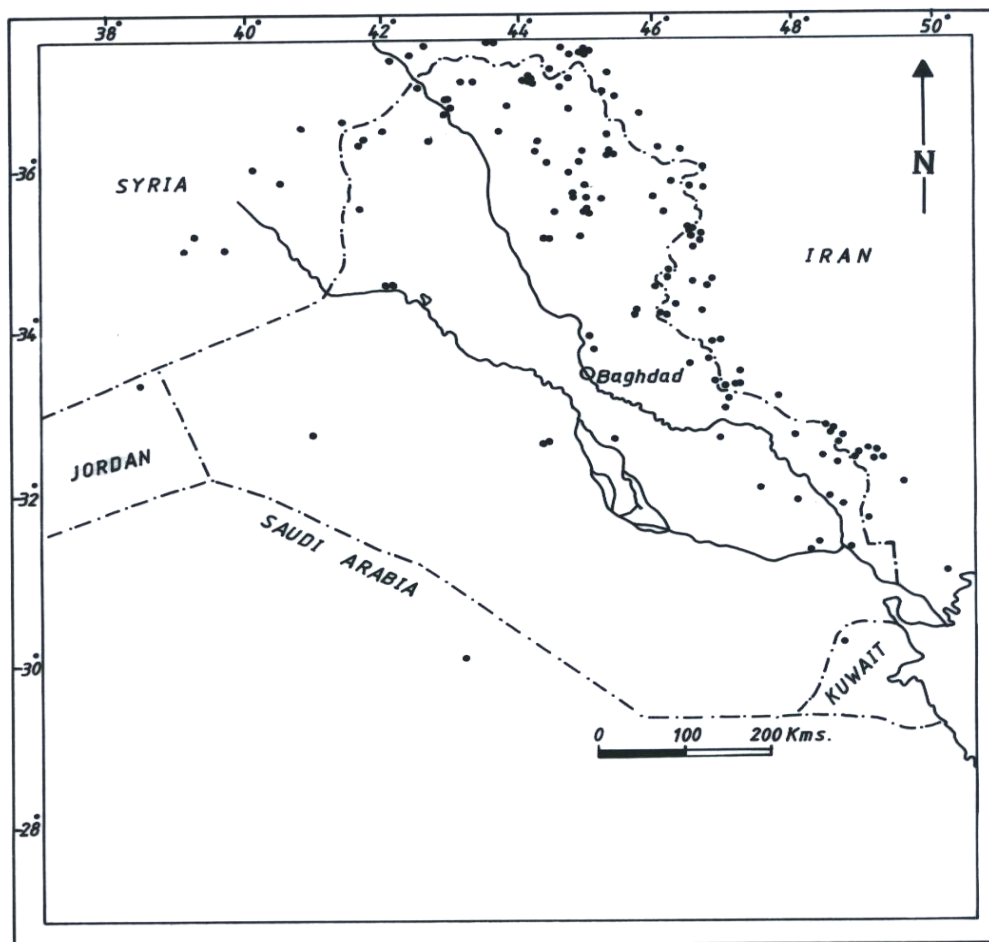 38° 40° 42° 44° 46° 48° 50°
N
36°
SYRIA
IRAN
34°
Baghdad
JORDAN
32°
SAUDI ARABIA
30°
KUWAIT
0 100 200 Kms.
28°